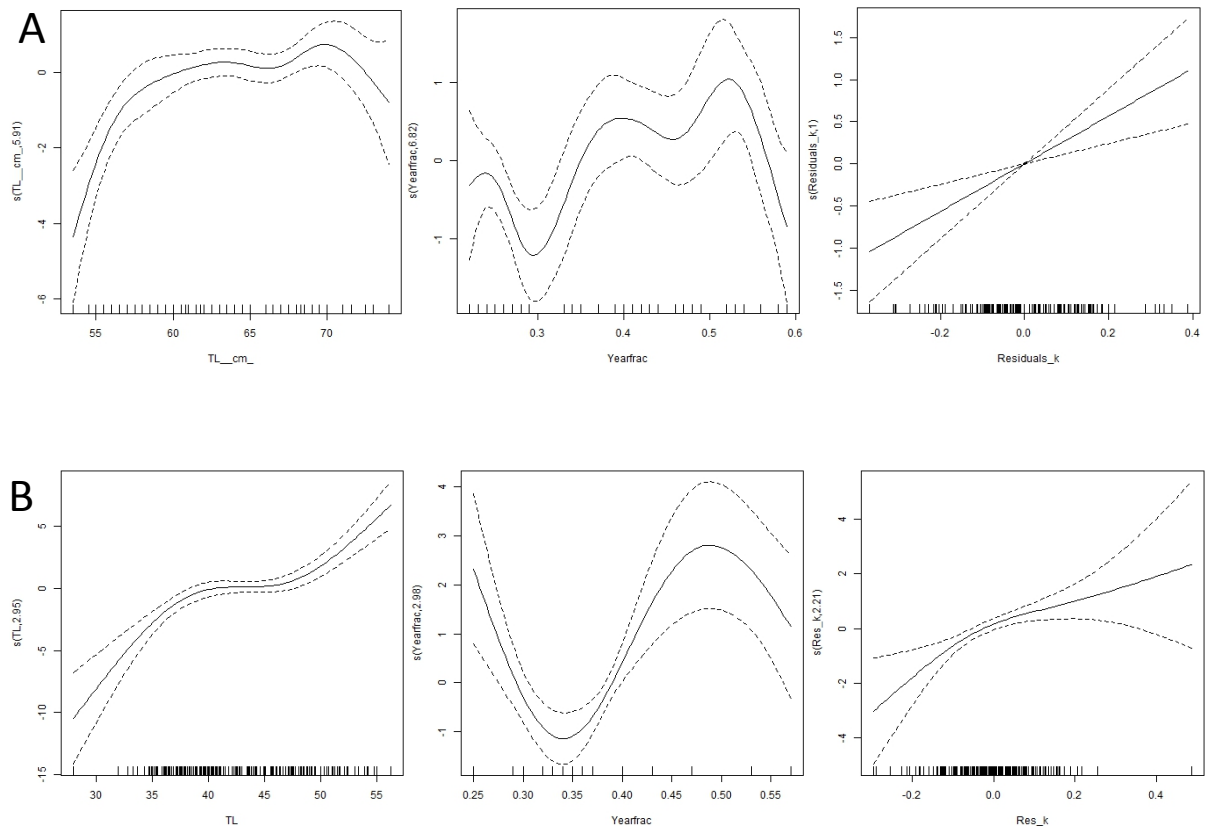 A
s(TL__cm_,5.91)
0
-2
-4
-6
55 60 65 70
TL__cm_
s(Yearfrac,6.82)
1
0
-1
0.3 0.4 0.5 0.6
Yearfrac
s(Residuals_k,1)
1.5
1.0
0.5
0.0
-0.5
-1.0
-1.5
-0.2 0.0 0.2 0.4
Residuals_k
B
s(TL,2.95)
5
0
-5
-10
-15
30 35 40 45 50 55
TL
s(Yearfrac,2.98)
4
3
2
1
0
-1
0.25 0.30 0.35 0.40 0.45 0.50 0.55
Yearfrac
s(Res_k,2.21)
4
2
0
-2
-4
-0.2 0.0 0.2 0.4
Res_k